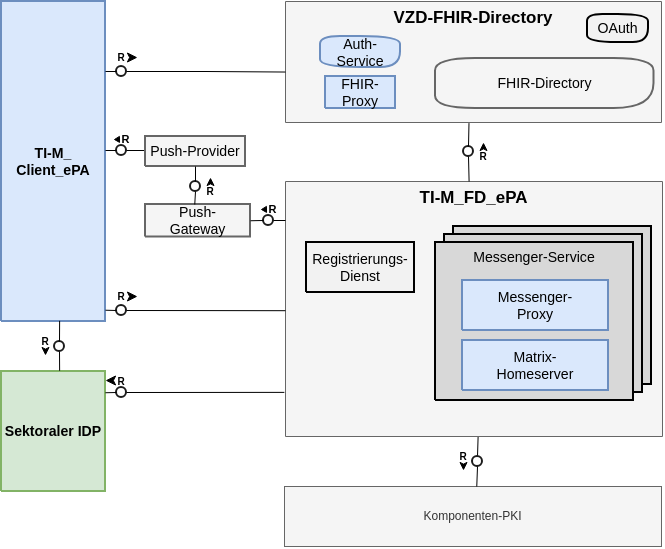 VZD-FHIR-Directory
OAuth
Auth-
Service
FHIR-
Proxy
FHIR-Directory
R
TI-M_
Client_ePA
R
Push-Provider
R
R
Push-
Gateway
R
TI-M_FD_ePA
Registrierungs-
Dienst
Messenger-Service
Messenger-
Proxy
Matrix-
Homeserver
R
R
R
Sektoraler IDP
R
R
Komponenten-PKI